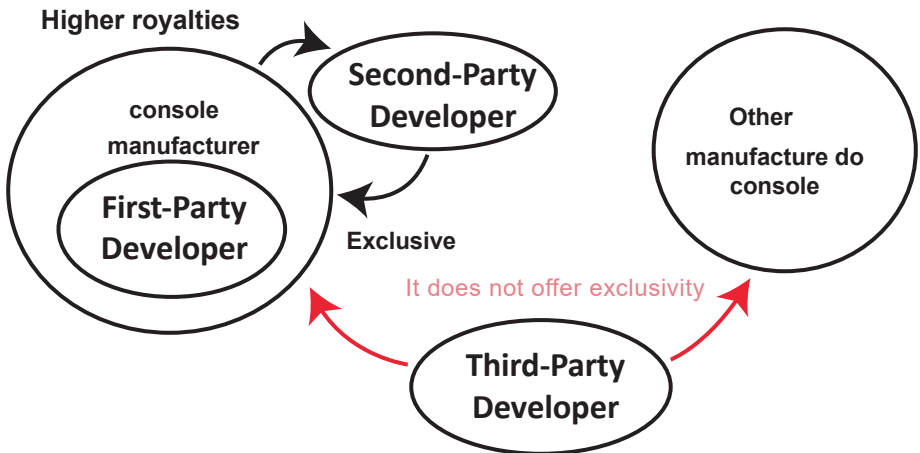 Higher royalties
Second-Party
Developer
console
manufacturer
First-Party
Developer
Exclusive
Other
manufacture do
console
It does not offer exclusivity
Third-Party
Developer